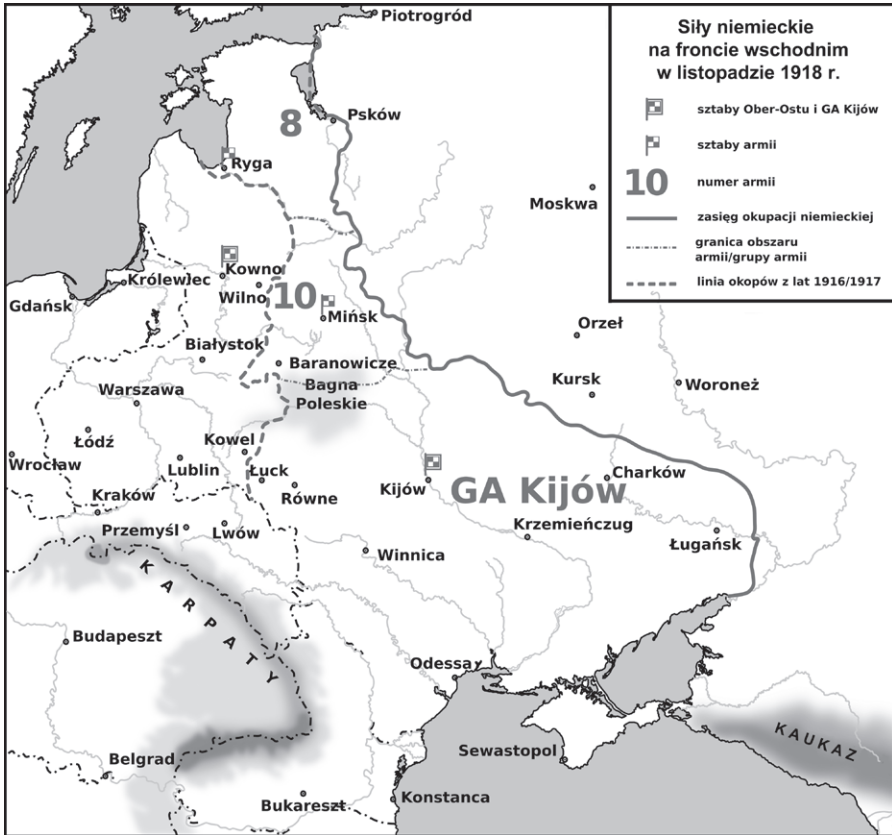 Piotrogród
Siły niemieckie
na froncie wschodnim
w listopadzie 1918 r.
sztaby Ober-Ostu i GA Kijów
sztaby armii
10
numer armii
zasięg okupacji niemieckiej
granica obszaru
armii/grupy armii
linia okopów z lat 1916/1917
8
Psków
Ryga
Moskwa
Kowno
Królewiec
Wilno
10
Gdańsk
Mińsk
Orzeł
Białystok
Baranowicze
Kursk
Woroneż
Bagna
Poleskie
Warszawa
Łódź
Kowel
Wrocław
Lublin
Łuck
Równe
Kijów
GA Kijów
Charków
Kraków
Przemyśl
Lwów
Krzemieńczug
Ługańsk
Winnica
KARPATY
Budapeszt
Odessa
KAUKAZ
Sewastopol
Belgrad
Bukareszt
Konstanca